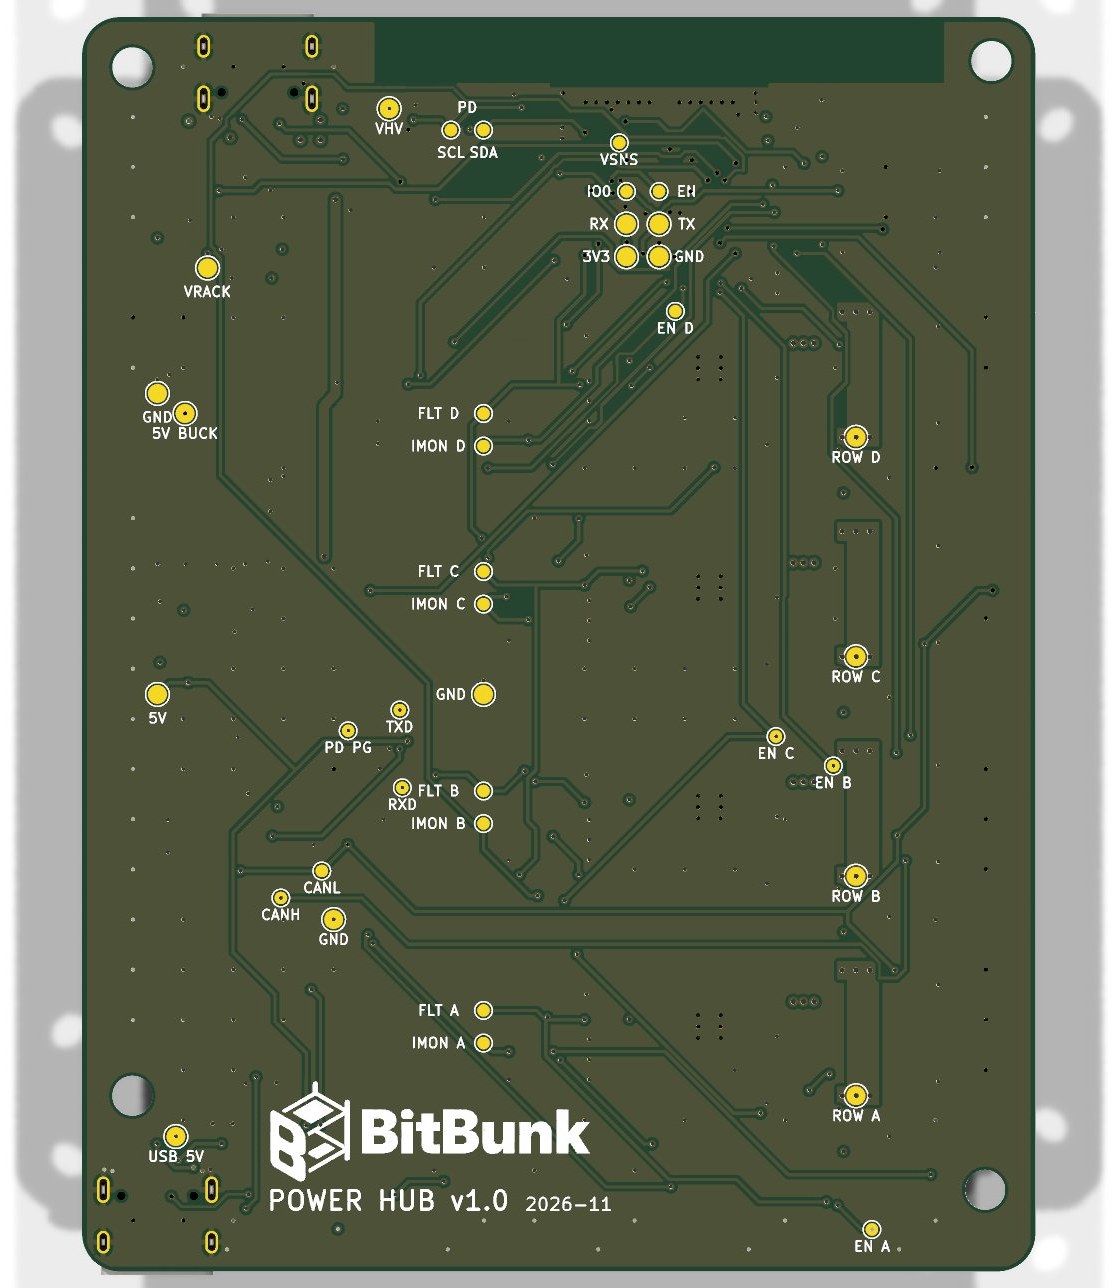 PD
VHV
SCL SDA
VSNS
IO0 EN
RX TX
3V3 GND
VRACK
EN D
GND
5V BUCK
FLT D
IMON D
ROW D
FLT C
IMON C
ROW C
GND
5V
TXD
PD PG
EN C
EN B
RXD
FLT B
IMON B
CANL
ROW B
CANH
GND
FLT A
IMON A
ROW A
BitBunk
USB 5V
POWER HUB v1.0 2026-11
EN A